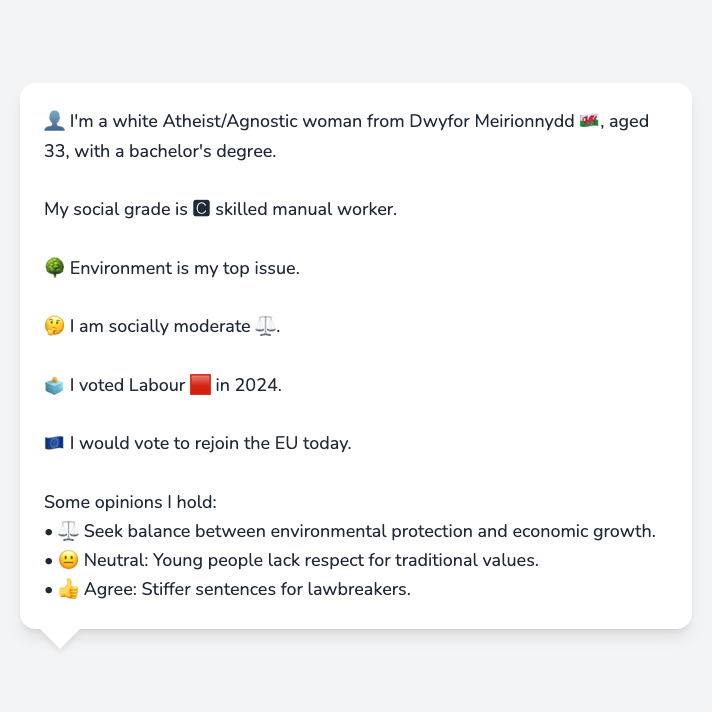 👤 I'm a white Atheist/Agnostic woman from Dwyfor Meirionnydd 🏴󠁧󠁢󠁷󠁬󠁳󠁿, aged
33, with a bachelor's degree.
My social grade is 🅲 skilled manual worker.
🌳 Environment is my top issue.
🤔 I am socially moderate ⚖️.
🗳️ I voted Labour 🟥 in 2024.
🇪🇺 I would vote to rejoin the EU today.
Some opinions I hold:
• ⚖️ Seek balance between environmental protection and economic growth.
• 😐 Neutral: Young people lack respect for traditional values.
• 👍 Agree: Stiffer sentences for lawbreakers.